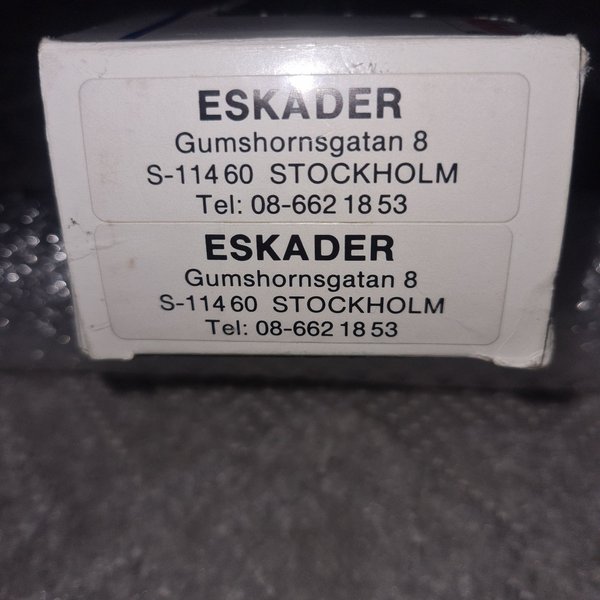 ESKADER
Gumshornsgatan 8
S-114 60 STOCKHOLM
Tel: 08-662 18 53
ESKADER
Gumshornsgatan 8
S-114 60 STOCKHOLM
Tel: 08-662 18 53